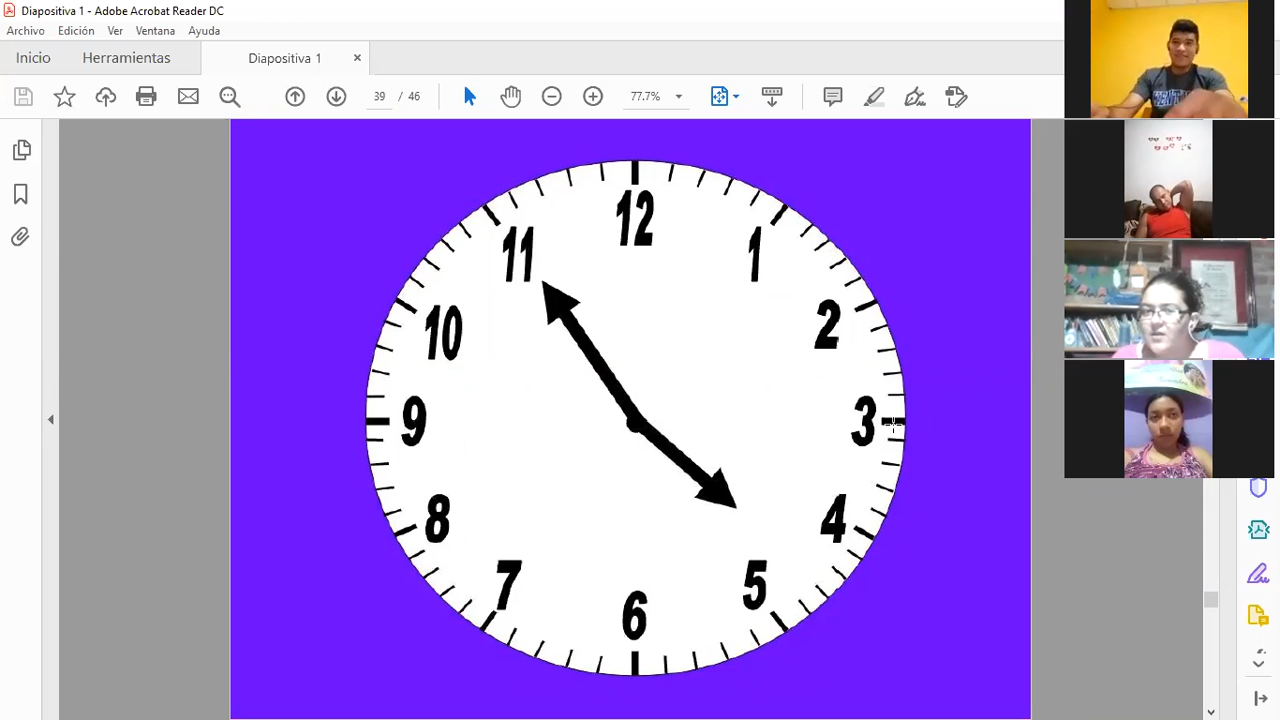 Diapositiva 1 - Adobe Acrobat Reader DC
Archivo Edición Ver Ventana Ayuda
Inicio Herramientas Diapositiva 1 ×
39 / 46 77.7%
12
11 1
10 2
9 3
8 4
7 5
6